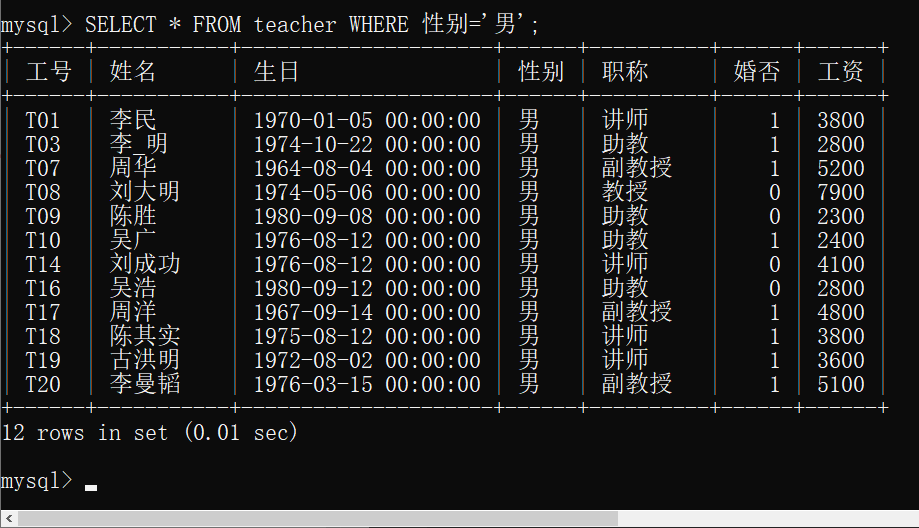 mysql> SELECT * FROM teacher WHERE 性别='男';
+------+--------+---------------------+------+--------+------+------+
| 工号 | 姓名 | 生日 | 性别 | 职称 | 婚否 | 工资 |
+------+--------+---------------------+------+--------+------+------+
| T01 | 李民 | 1970-01-05 00:00:00 | 男 | 讲师 | 1 | 3800 |
| T03 | 李_明 | 1974-10-22 00:00:00 | 男 | 助教 | 1 | 2800 |
| T07 | 周华 | 1964-08-04 00:00:00 | 男 | 副教授 | 1 | 5200 |
| T08 | 刘大明 | 1974-05-06 00:00:00 | 男 | 教授 | 0 | 7900 |
| T09 | 陈胜 | 1980-09-08 00:00:00 | 男 | 助教 | 0 | 2300 |
| T10 | 吴广 | 1976-08-12 00:00:00 | 男 | 助教 | 1 | 2400 |
| T14 | 刘成功 | 1976-08-12 00:00:00 | 男 | 讲师 | 0 | 4100 |
| T16 | 吴浩 | 1980-09-12 00:00:00 | 男 | 助教 | 0 | 2800 |
| T17 | 周洋 | 1967-09-14 00:00:00 | 男 | 副教授 | 1 | 4800 |
| T18 | 陈其实 | 1975-08-12 00:00:00 | 男 | 讲师 | 1 | 3800 |
| T19 | 古洪明 | 1972-08-02 00:00:00 | 男 | 讲师 | 1 | 3600 |
| T20 | 李曼韬 | 1976-03-15 00:00:00 | 男 | 副教授 | 1 | 5100 |
+------+--------+---------------------+------+--------+------+------+
12 rows in set (0.01 sec)
mysql>